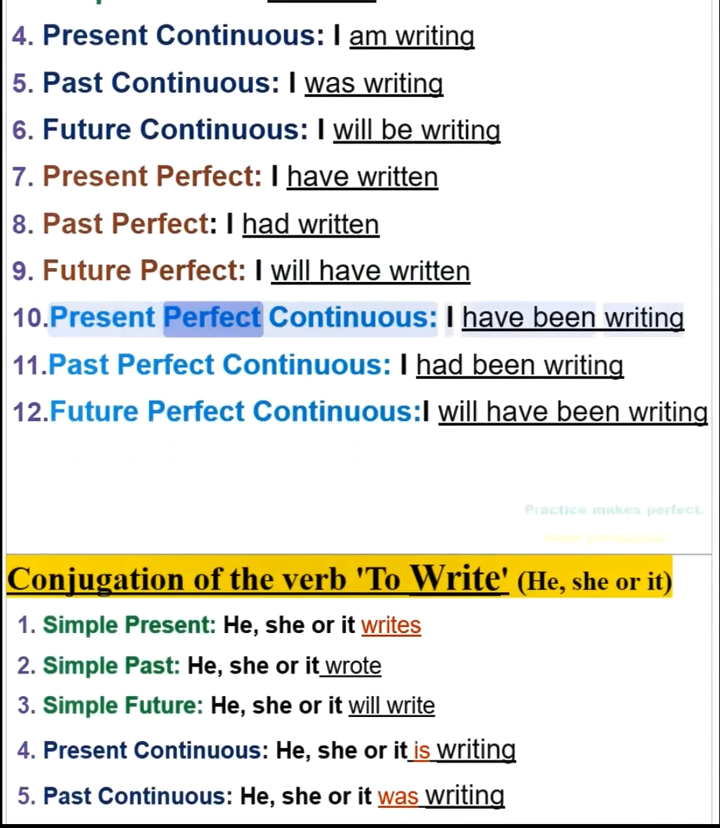 4. Present Continuous: I am writing
5. Past Continuous: I was writing
6. Future Continuous: I will be writing
7. Present Perfect: I have written
8. Past Perfect: I had written
9. Future Perfect: I will have written
10.Present Perfect Continuous: I have been writing
11.Past Perfect Continuous: I had been writing
12.Future Perfect Continuous:I will have been writing
Practice makes perfect.
Conjugation of the verb 'To Write' (He, she or it)
1. Simple Present: He, she or it writes
2. Simple Past: He, she or it wrote
3. Simple Future: He, she or it will write
4. Present Continuous: He, she or it is writing
5. Past Continuous: He, she or it was writing